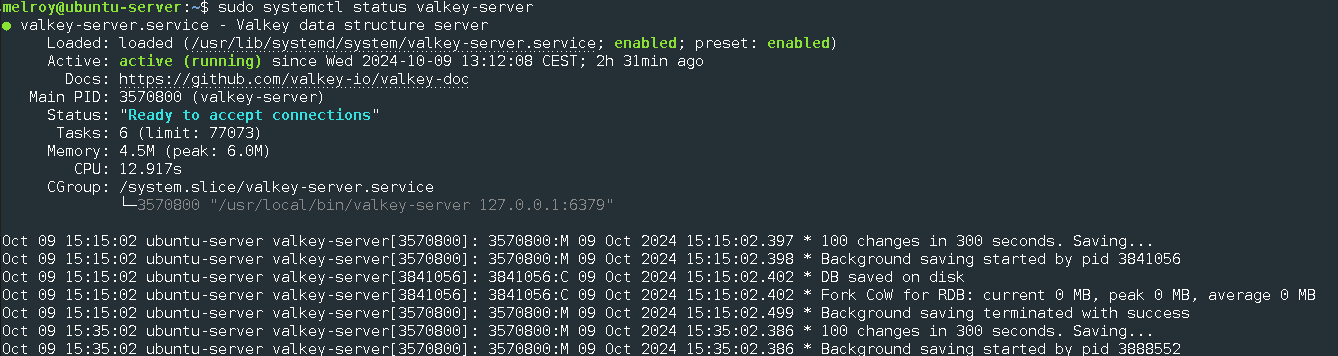 melroy@ubuntu-server:~$ sudo systemctl status valkey-server
● valkey-server.service - Valkey data structure server
     Loaded: loaded (/usr/lib/systemd/system/valkey-server.service; enabled; preset: enabled)
     Active: active (running) since Wed 2024-10-09 13:12:08 CEST; 2h 31min ago
       Docs: https://github.com/valkey-io/valkey-doc
   Main PID: 3570800 (valkey-server)
     Status: "Ready to accept connections"
      Tasks: 6 (limit: 77073)
     Memory: 4.5M (peak: 6.0M)
        CPU: 12.917s
     CGroup: /system.slice/valkey-server.service
             └─3570800 "/usr/local/bin/valkey-server 127.0.0.1:6379"

Oct 09 15:15:02 ubuntu-server valkey-server[3570800]: 3570800:M 09 Oct 2024 15:15:02.397 * 100 changes in 300 seconds. Saving...
Oct 09 15:15:02 ubuntu-server valkey-server[3570800]: 3570800:M 09 Oct 2024 15:15:02.398 * Background saving started by pid 3841056
Oct 09 15:15:02 ubuntu-server valkey-server[3841056]: 3841056:C 09 Oct 2024 15:15:02.402 * DB saved on disk
Oct 09 15:15:02 ubuntu-server valkey-server[3841056]: 3841056:C 09 Oct 2024 15:15:02.402 * Fork CoW for RDB: current 0 MB, peak 0 MB, average 0 MB
Oct 09 15:15:02 ubuntu-server valkey-server[3570800]: 3570800:M 09 Oct 2024 15:15:02.499 * Background saving terminated with success
Oct 09 15:35:02 ubuntu-server valkey-server[3570800]: 3570800:M 09 Oct 2024 15:35:02.386 * 100 changes in 300 seconds. Saving...
Oct 09 15:35:02 ubuntu-server valkey-server[3570800]: 3570800:M 09 Oct 2024 15:35:02.386 * Background saving started by pid 3888552